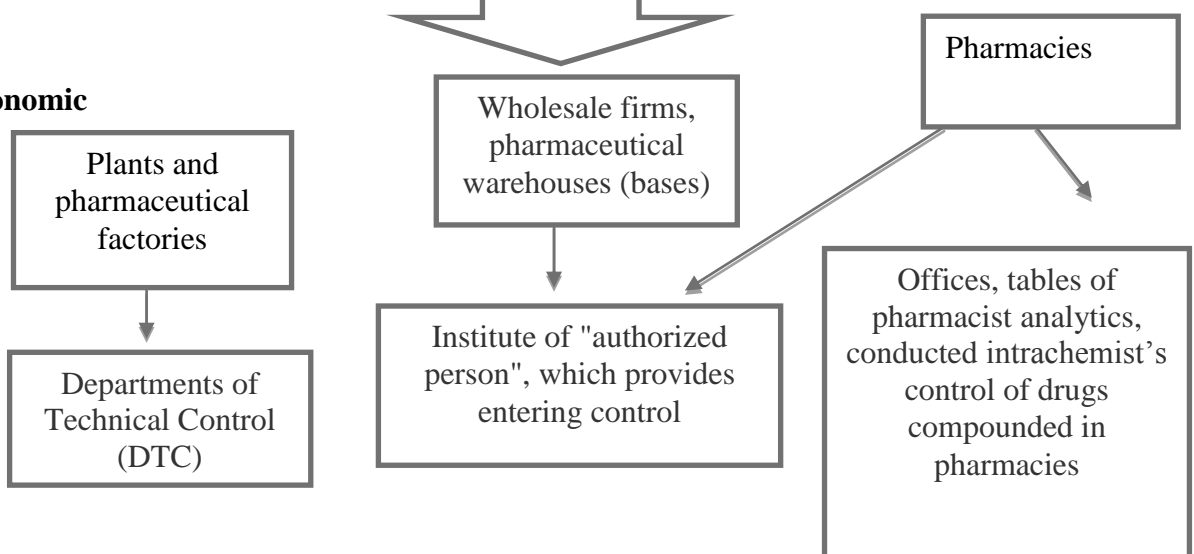 Pharmacies
onomic
Wholesale firms,
pharmaceutical
warhouses (bases)
Plants and
pharmaceutical
factories
Offices, tables of
pharmacist analytics,
conducted intrachemist’s
control of drugs
compounded in
pharmacies
Institute of "authorized
person", which provides
entering control
Departments of
Technical Control
(DTC)